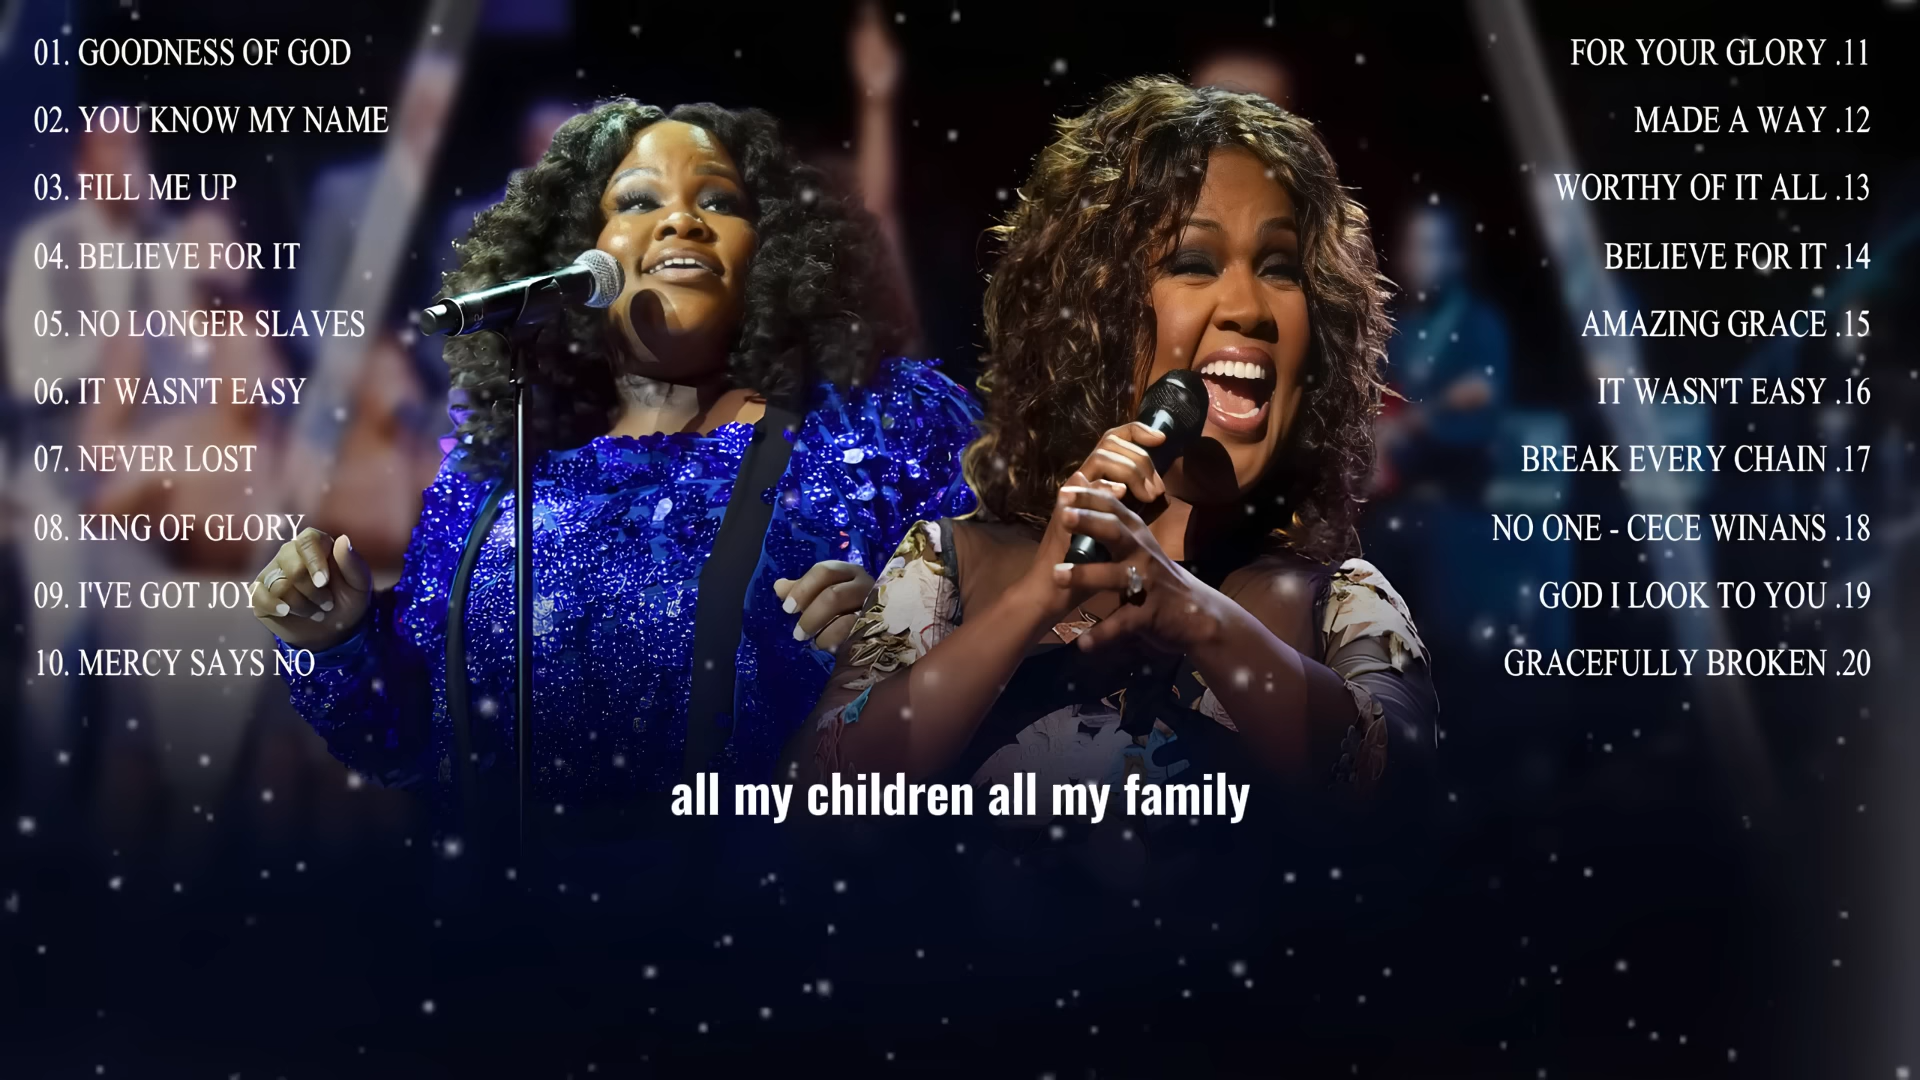 01. GOODNESS OF GOD
02. YOU KNOW MY NAME
03. FILL ME UP
04. BELIEVE FOR IT
05. NO LONGER SLAVES
06. IT WASN'T EASY
07. NEVER LOST
08. KING OF GLORY
09. I'VE GOT JOY
10. MERCY SAYS NO
FOR YOUR GLORY .11
MADE A WAY .12
WORTHY OF IT ALL .13
BELIEVE FOR IT .14
AMAZING GRACE .15
IT WASN'T EASY .16
BREAK EVERY CHAIN .17
NO ONE - CECE WINANS .18
GOD I LOOK TO YOU .19
GRACEFULLY BROKEN .20
all my children all my family